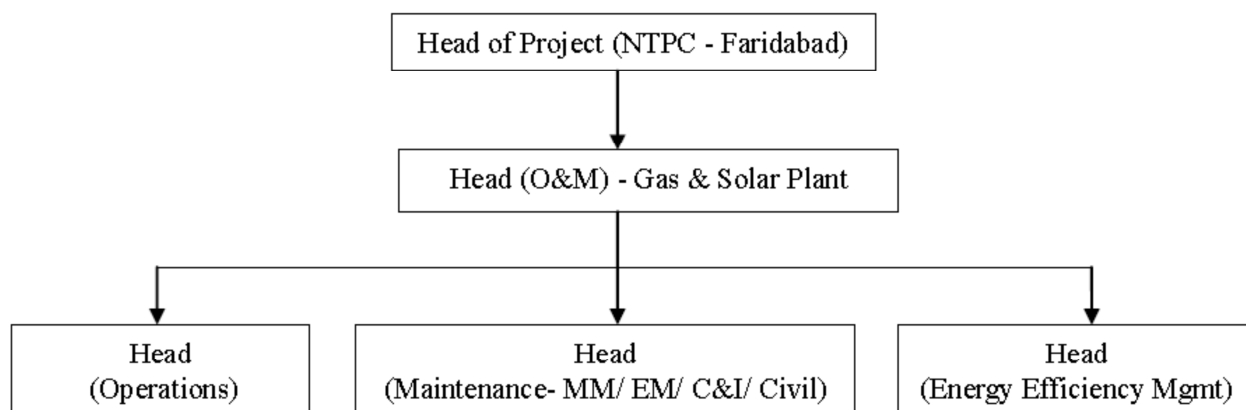 Head of Project (NTPC - Faridabad)
Head (O&M) - Gas & Solar Plant
Head
(Operations)
Head
(Maintenance- MM/ EM/ C&I/ Civil)
Head
(Energy Efficiency Mgmt)